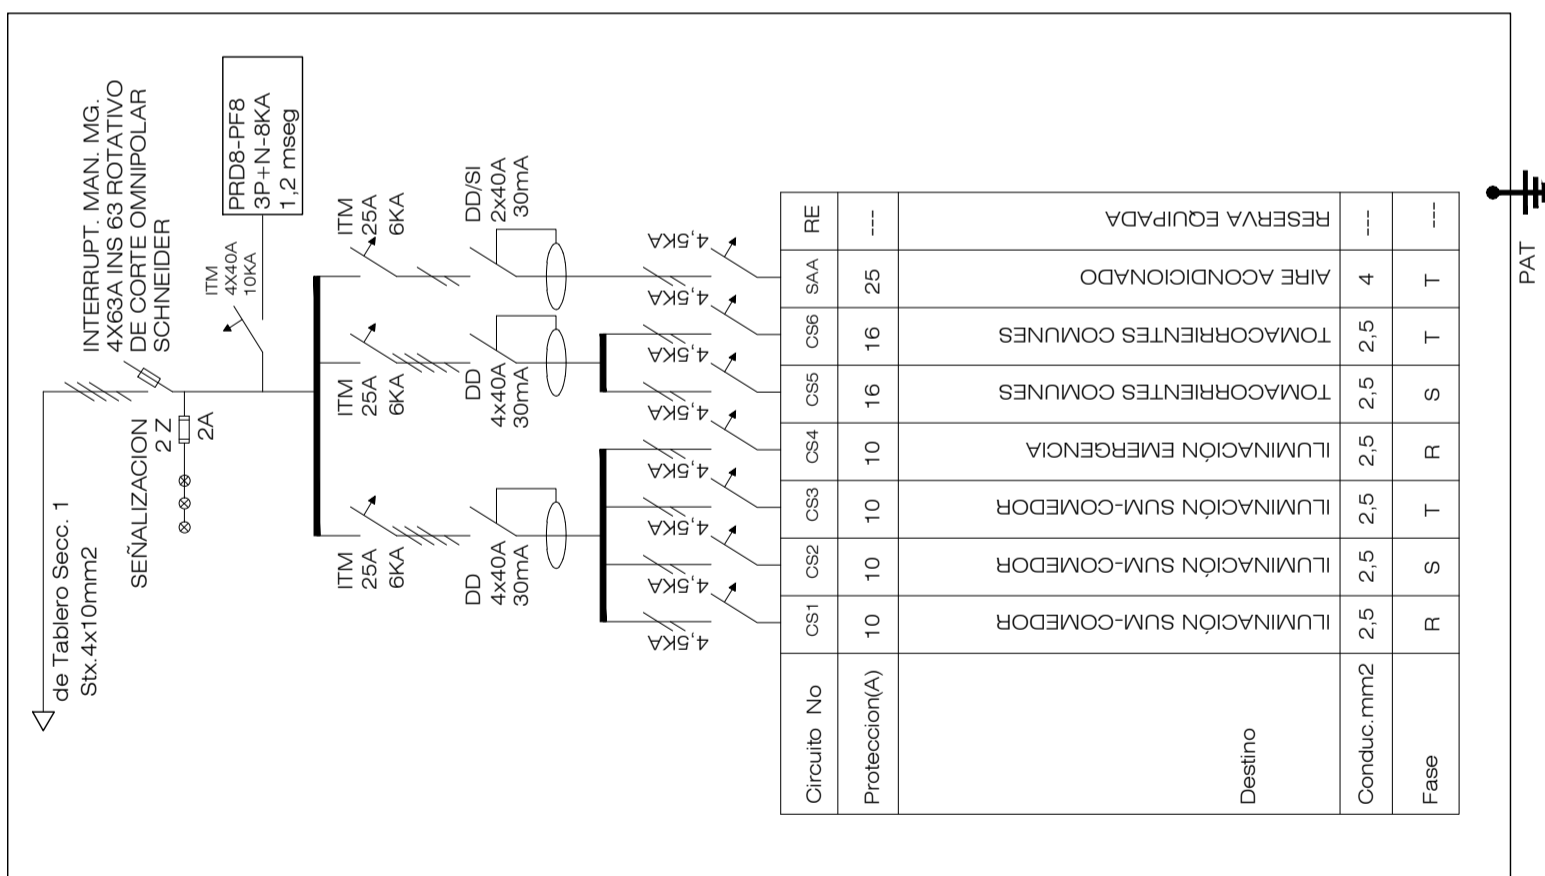 de Tablero Secc. 1
Stx.4x10mm2
SEÑALIZACION
2 Z
2A
INTERRUPT. MAN. MG.
4X63A INS 63 ROTATIVO
DE CORTE OMNIPOLAR
SCHNEIDER
ITM
4X40A
10KA
PRD8-PF8
3P+N-8KA
1,2 mseg
ITM
25A
6KA
DD
4x40A
30mA
ITM
25A
6KA
DD
4x40A
30mA
ITM
25A
6KA
DD/SI
2x40A
30mA
4,5KA
4,5KA
4,5KA
4,5KA
4,5KA
4,5KA
4,5KA
4,5KA
Circuito No CS1 CS2 CS3 CS4 CS5 CS6 SAA RE
Proteccion(A) 10 10 10 10 16 16 25 ---
Destino
ILUMINACIÓN SUM-COMEDOR
ILUMINACIÓN SUM-COMEDOR
ILUMINACIÓN SUM-COMEDOR
ILUMINACIÓN EMERGENCIA
TOMACORRIENTES COMUNES
TOMACORRIENTES COMUNES
AIRE ACONDICIONADO
RESERVA EQUIPADA
Conduc.mm2 2,5 2,5 2,5 2,5 2,5 2,5 4 ---
Fase R S T R S T T ---
PAT